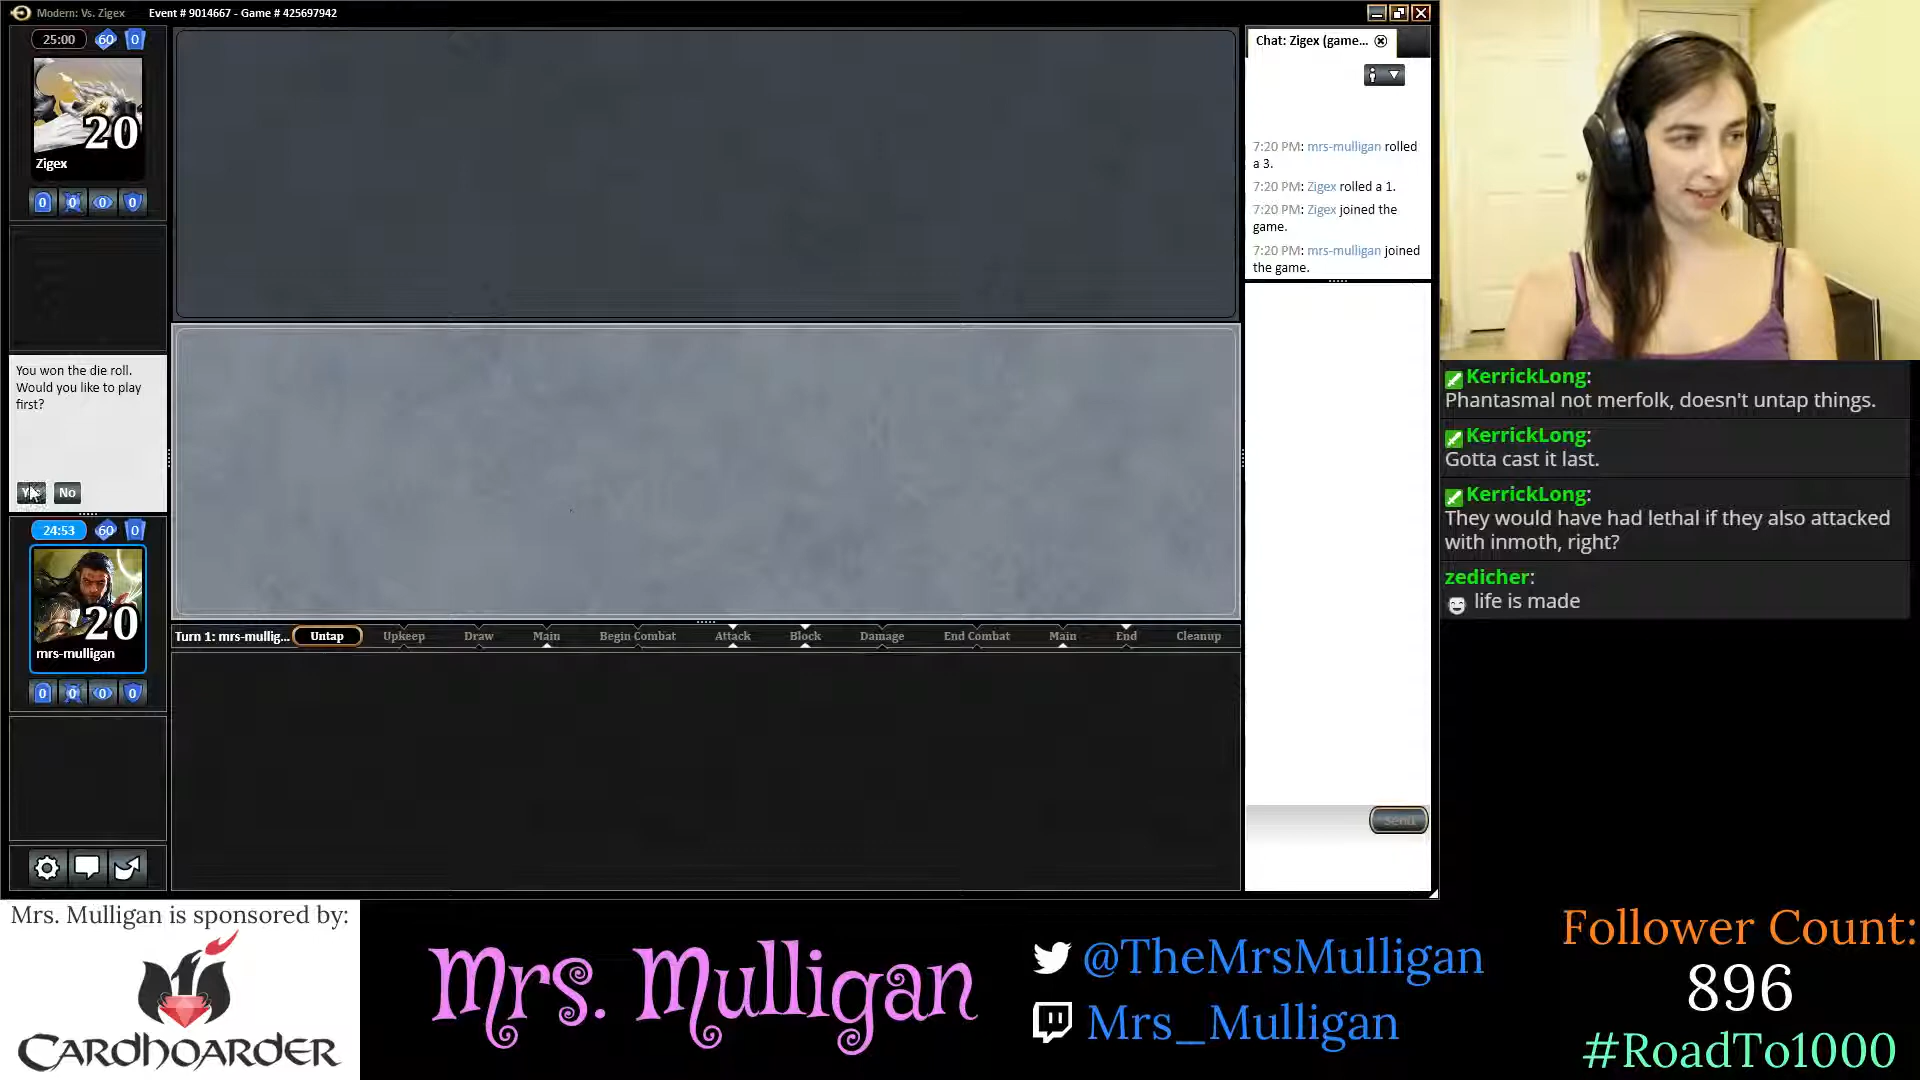 Modern: Vs. Zigex
Event # 9014667 - Game # 425697942
25:00
60
0
20
Zigex
0
0
0
0
You won the die roll.
Would you like to play
first?
No
24:53
60
0
20
mrs-mulligan
0
0
0
0
Turn 1: mrs-mullig...
Untap
Upkeep
Draw
Main
Begin Combat
Attack
Block
Damage
End Combat
Main
End
Cleanup
Chat: Zigex (game...
7:20 PM: mrs-mulligan rolled
a 3.
7:20 PM: Zigex rolled a 1.
7:20 PM: Zigex joined the
game.
7:20 PM: mrs-mulligan joined
the game.
Send
KerrickLong:
Phantasmal not merfolk, doesn't untap things.
KerrickLong:
Gotta cast it last.
KerrickLong:
They would have had lethal if they also attacked
with inmoth, right?
zedicher:
life is made
Mrs. Mulligan is sponsored by:
CARDHOARDER
Mrs. Mulligan
@TheMrsMulligan
Mrs_Mulligan
Follower Count:
896
#RoadTo1000